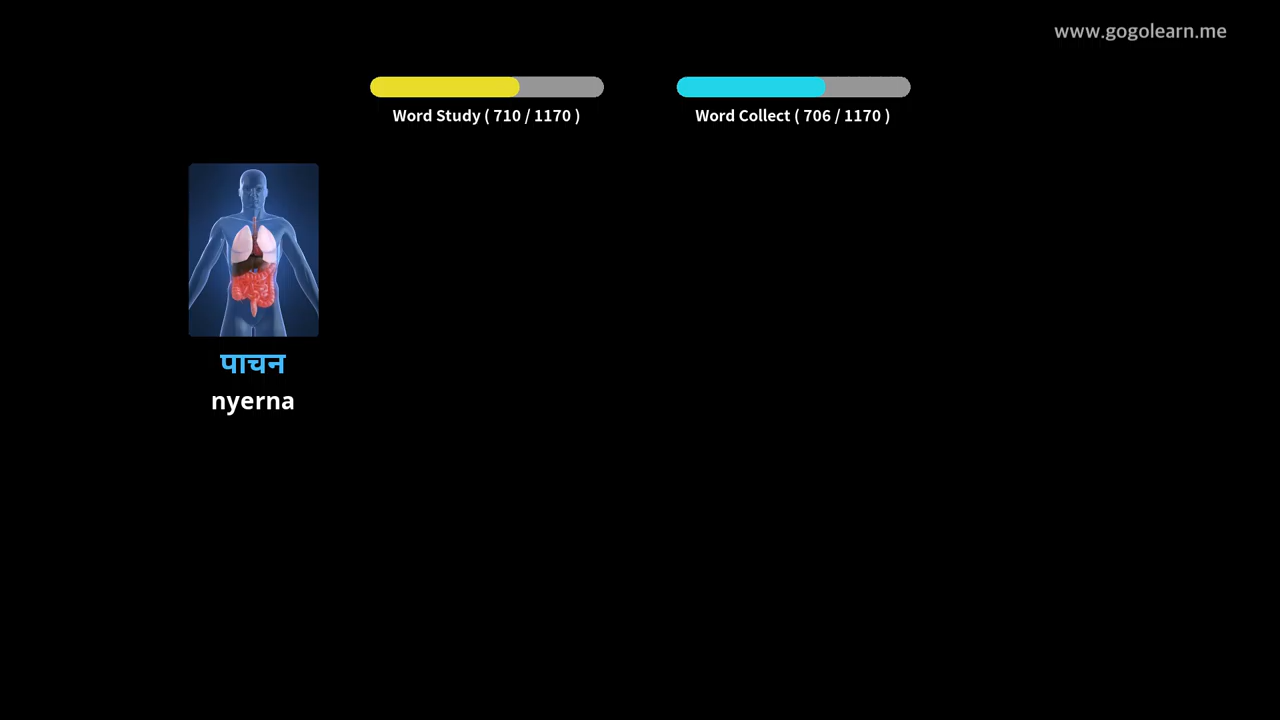 www.gogolearn.me
Word Study ( 710 / 1170 )
Word Collect ( 706 / 1170 )
पाचन
nyerna